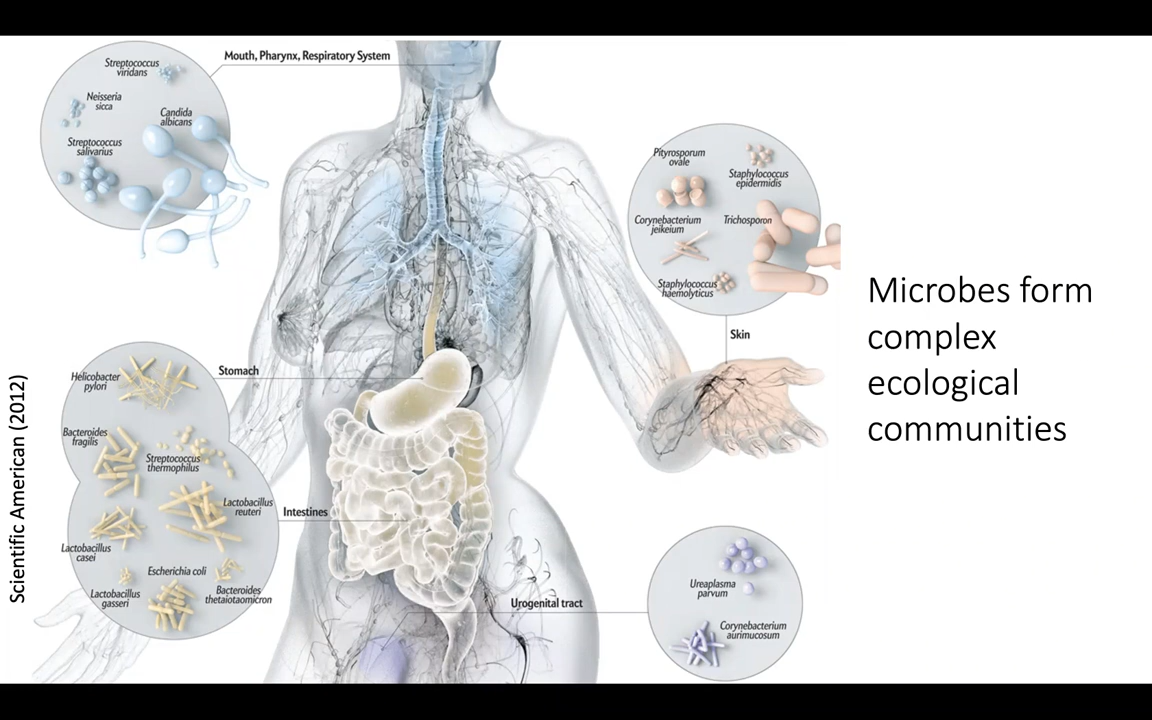 Mouth, Pharynx, Respiratory System
Streptococcus
viridans
Neisseria
sicca
Candida
albicans
Streptococcus
salivarius
Pityrosporum
ovale
Staphylococcus
epidermidis
Corynebacterium
jeikeium
Trichosporon
Staphylococcus
haemolyticus
Skin
Microbes form
complex
ecological
communities
Stomach
Helicobacter
pylori
Bacteroides
fragilis
Streptococcus
thermophilus
Lactobacillus
reuteri
Intestines
Lactobacillus
casei
Escherichia coli
Lactobacillus
gasseri
Bacteroides
thetaiotaomicron
Urogenital tract
Ureaplasma
parvum
Corynebacterium
aurimucosum
Scientific American (2012)